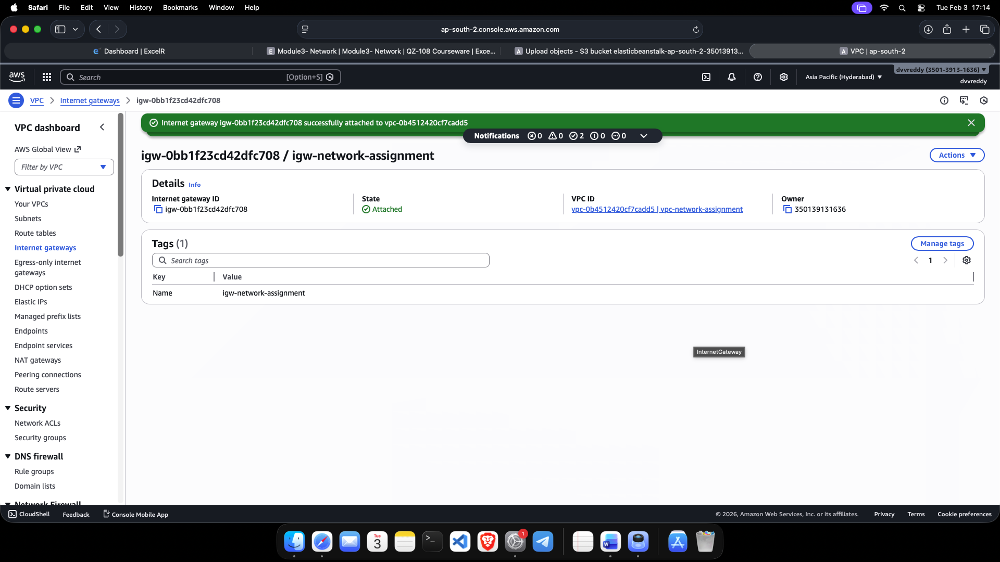 Safari File Edit View History Bookmarks Window Help
Tue Feb 3 17:14
ap-south-2.console.aws.amazon.com
Dashboard | ExcelR
Module3- Network | Module3- Network | QZ-108 Courseware | Exce...
Upload objects - S3 bucket elasticbeanstalk-ap-south-2-35013913...
VPC | ap-south-2
aws
Search
[Option+S]
Asia Pacific (Hyderabad)
dvvreddy (3501-3913-1636)
dvvreddy
VPC
Internet gateways
igw-0bb1f23cd42dfc708
VPC dashboard
AWS Global View
Filter by VPC
Virtual private cloud
Your VPCs
Subnets
Route tables
Internet gateways
Egress-only internet
gateways
DHCP option sets
Elastic IPs
Managed prefix lists
Endpoints
Endpoint services
NAT gateways
Peering connections
Route servers
Security
Network ACLs
Security groups
DNS firewall
Rule groups
Domain lists
Network Firewall
Internet gateway igw-0bb1f23cd42dfc708 successfully attached to vpc-0b4512420cf7cadd5
Notifications 0 0 2 0 0
igw-0bb1f23cd42dfc708 / igw-network-assignment
Actions
Details Info
Internet gateway ID
igw-0bb1f23cd42dfc708
State
Attached
VPC ID
vpc-0b4512420cf7cadd5 | vpc-network-assignment
Owner
350139131636
Tags (1)
Manage tags
Search tags
1
Key Value
Name igw-network-assignment
InternetGateway
CloudShell Feedback Console Mobile App
© 2026, Amazon Web Services, Inc. or its affiliates. Privacy Terms Cookie preferences
Tue
3
1